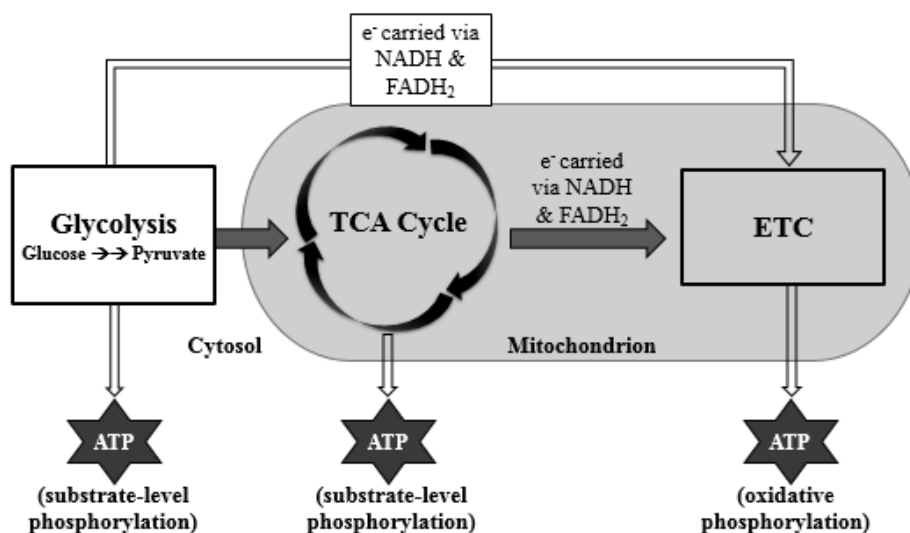 e⁻ carried via
NADH &
FADH₂
Glycolysis
Glucose →→ Pyruvate
TCA Cycle
e⁻ carried
via NADH
& FADH₂
ETC
Cytosol
Mitochondrion
ATP
(substrate-level
phosphorylation)
ATP
(substrate-level
phosphorylation)
ATP
(oxidative
phosphorylation)